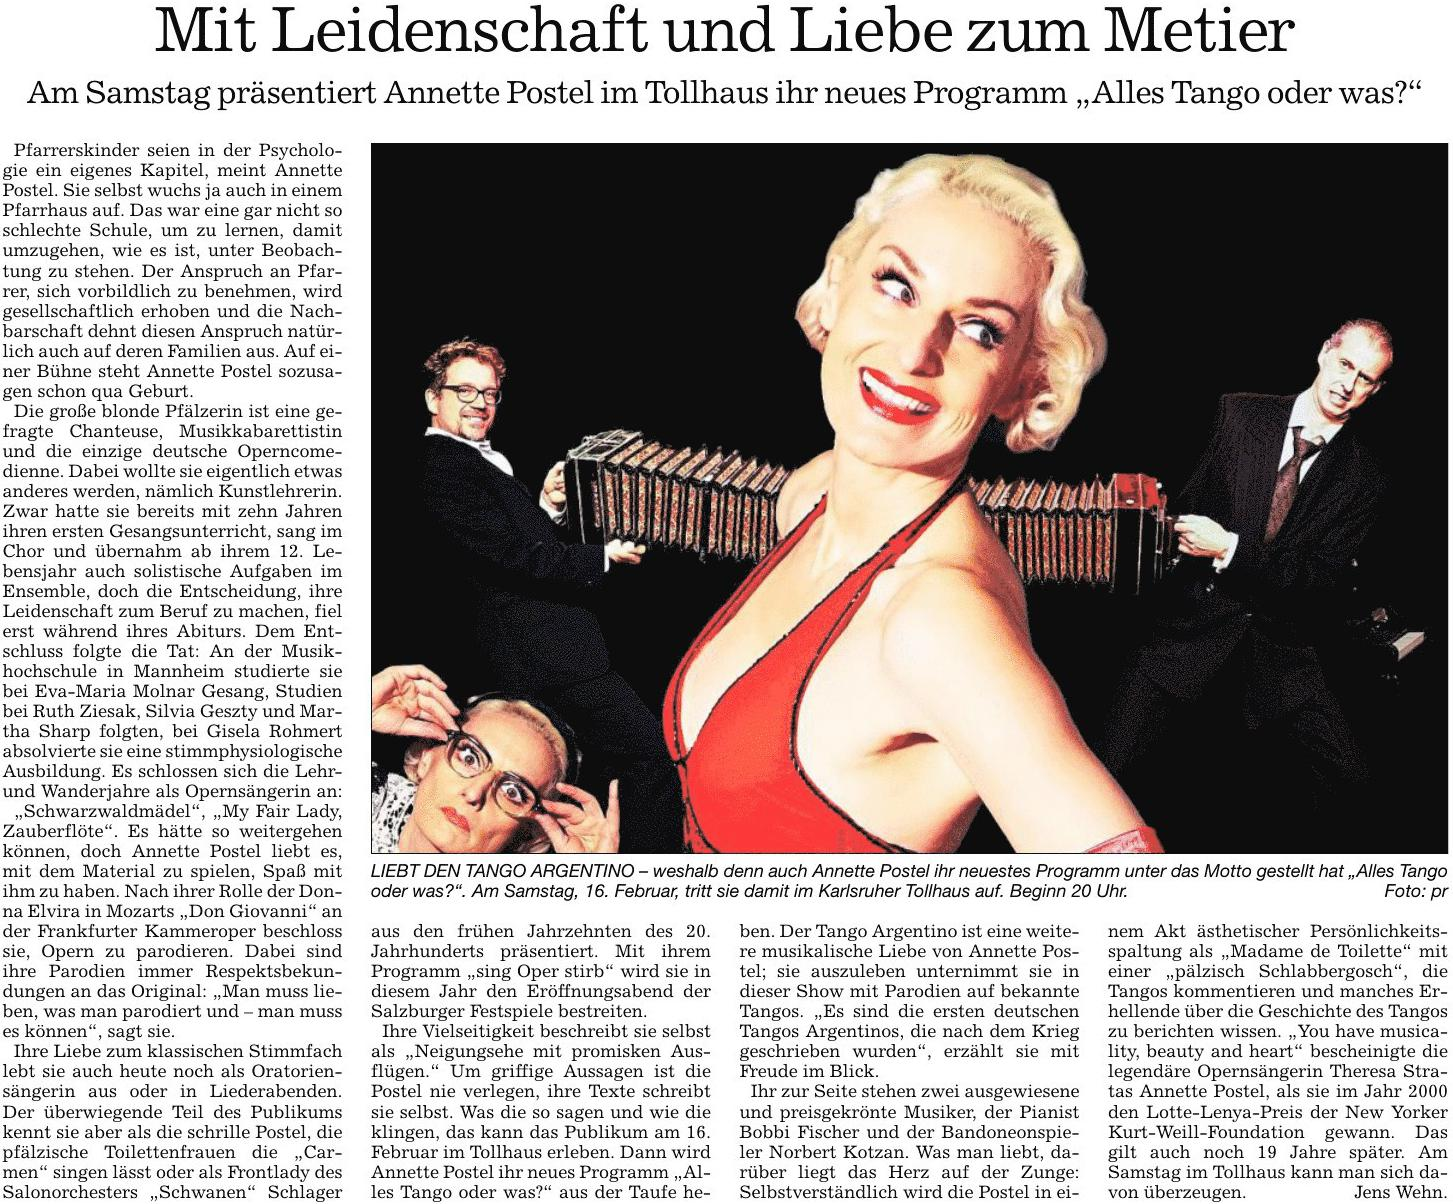 Mit Leidenschaft und Liebe zum Metier
Am Samstag präsentiert Annette Postel im Tollhaus ihr neues Programm „Alles Tango oder was?“
Pfarrerskinder seien in der Psycholo-
gie ein eigenes Kapitel, meint Annette
Postel. Sie selbst wuchs ja auch in einem
Pfarrhaus auf. Das war eine gar nicht so
schlechte Schule, um zu lernen, damit
umzugehen, wie es ist, unter Beobach-
tung zu stehen. Der Anspruch an Pfar-
rer, sich vorbildlich zu benehmen, wird
gesellschaftlich erhoben und die Nach-
barschaft dehnt diesen Anspruch natür-
lich auch auf deren Familien aus. Auf ei-
ner Bühne steht Annette Postel sozusa-
gen schon qua Geburt.
Die große blonde Pfälzerin ist eine ge-
fragte Chanteuse, Musikkabarettistin
und die einzige deutsche Operncome-
dienne. Dabei wollte sie eigentlich etwas
anderes werden, nämlich Kunstlehrerin.
Zwar hatte sie bereits mit zehn Jahren
ihren ersten Gesangsunterricht, sang im
Chor und übernahm ab ihrem 12. Le-
bensjahr auch solistische Aufgaben im
Ensemble, doch die Entscheidung, ihre
Leidenschaft zum Beruf zu machen, fiel
erst während ihres Abiturs. Dem Ent-
schluss folgte die Tat: An der Musik-
hochschule in Mannheim studierte sie
bei Eva-Maria Molnar Gesang, Studien
bei Ruth Ziesak, Silvia Geszty und Mar-
tha Sharp folgten, bei Gisela Rohmert
absolvierte sie eine stimmphysiologische
Ausbildung. Es schlossen sich die Lehr-
und Wanderjahre als Opernsängerin an:
„Schwarzwaldmädel“, „My Fair Lady,
Zauberflöte“. Es hätte so weitergehen
können, doch Annette Postel liebt es,
mit dem Material zu spielen, Spaß mit
ihm zu haben. Nach ihrer Rolle der Don-
na Elvira in Mozarts „Don Giovanni“ an
der Frankfurter Kammeroper beschloss
sie, Opern zu parodieren. Dabei sind
ihre Parodien immer Respektsbekun-
dungen an das Original: „Man muss lie-
ben, was man parodiert und – man muss
es können“, sagt sie.
Ihre Liebe zum klassischen Stimmfach
lebt sie auch heute noch als Oratorien-
sängerin aus oder in Liederabenden.
Der überwiegende Teil des Publikums
kennt sie aber als die schrille Postel, die
pfälzische Toilettenfrauen die „Car-
men“ singen lässt oder als Frontlady des
Salonorchesters „Schwanen“ Schlager
LIEBT DEN TANGO ARGENTINO – weshalb denn auch Annette Postel ihr neuestes Programm unter das Motto gestellt hat „Alles Tango
oder was?“. Am Samstag, 16. Februar, tritt sie damit im Karlsruher Tollhaus auf. Beginn 20 Uhr. Foto: pr
aus den frühen Jahrzehnten des 20.
Jahrhunderts präsentiert. Mit ihrem
Programm „sing Oper stirb“ wird sie in
diesem Jahr den Eröffnungsabend der
Salzburger Festspiele bestreiten.
Ihre Vielseitigkeit beschreibt sie selbst
als „Neigungsehe mit promisken Aus-
flügen.“ Um griffige Aussagen ist die
Postel nie verlegen, ihre Texte schreibt
sie selbst. Was die so sagen und wie die
klingen, das kann das Publikum am 16.
Februar im Tollhaus erleben. Dann wird
Annette Postel ihr neues Programm „Al-
les Tango oder was?“ aus der Taufe he-
ben. Der Tango Argentino ist eine weite-
re musikalische Liebe von Annette Pos-
tel; sie auszuleben unternimmt sie in
dieser Show mit Parodien auf bekannte
Tangos. „Es sind die ersten deutschen
Tangos Argentinos, die nach dem Krieg
geschrieben wurden“, erzählt sie mit
Freude im Blick.
Ihr zur Seite stehen zwei ausgewiesene
und preisgekrönte Musiker, der Pianist
Bobbi Fischer und der Bandoneonspie-
ler Norbert Kotzan. Was man liebt, da-
rüber liegt das Herz auf der Zunge:
Selbstverständlich wird die Postel in ei-
nem Akt ästhetischer Persönlichkeits-
spaltung als „Madame de Toilette“ mit
einer „pälzisch Schlabbergosch“, die
Tangos kommentieren und manches Er-
hellende über die Geschichte des Tangos
zu berichten wissen. „You have musica-
lity, beauty and heart“ bescheinigte die
legendäre Opernsängerin Theresa Stra-
tas Annette Postel, als sie im Jahr 2000
den Lotte-Lenya-Preis der New Yorker
Kurt-Weill-Foundation gewann. Das
gilt auch noch 19 Jahre später. Am
Samstag im Tollhaus kann man sich da-
von überzeugen. Jens Wehn